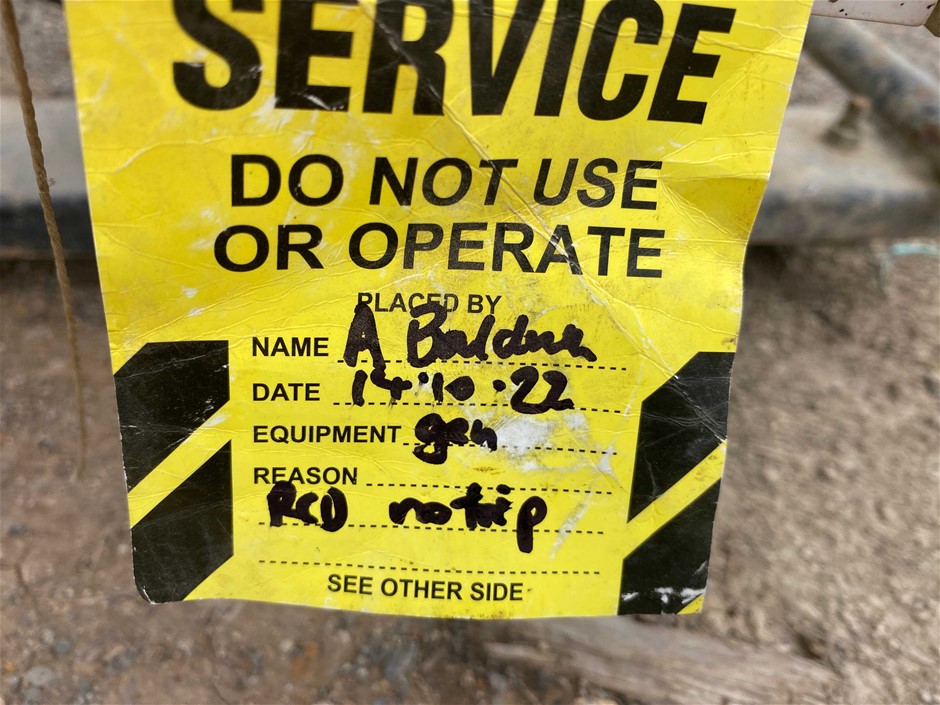 SERVICE
DO NOT USE
OR OPERATE
PLACED BY
NAME A Baldwin
DATE 14.10.22
EQUIPMENT gen
REASON
RCD no trip
SEE OTHER SIDE